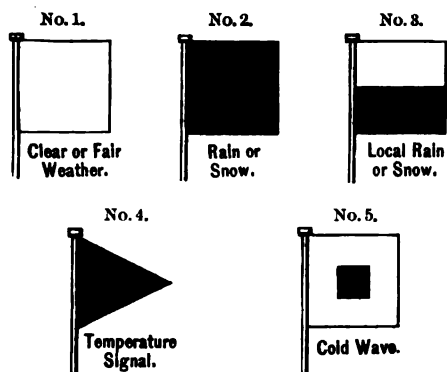 No. 1.
No. 2.
No. 3.
Clear or Fair
Weather.
Rain or
Snow.
Local Rain
or Snow.
No. 4.
No. 5.
Temperature
Signal.
Cold Wave.